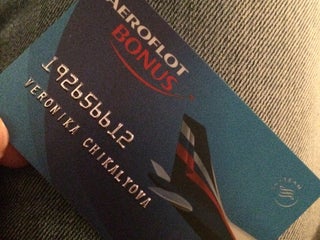 AEROFLOT
BONUS
192656612
VERONIKA CHIKALYOVA